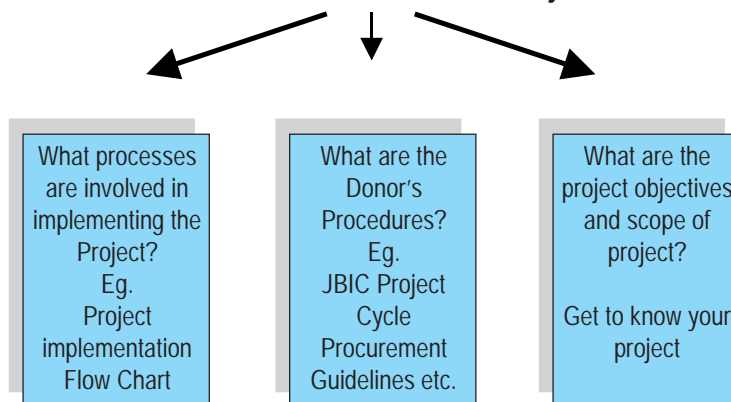 What processes
are involved in
implementing the
Project?
Eg.
Project
implementation
Flow Chart
What are the
Donor's
Procedures?
Eg.
JBIC Project
Cycle
Procurement
Guidelines etc.
What are the
project objectives
and scope of
project?
Get to know your
project